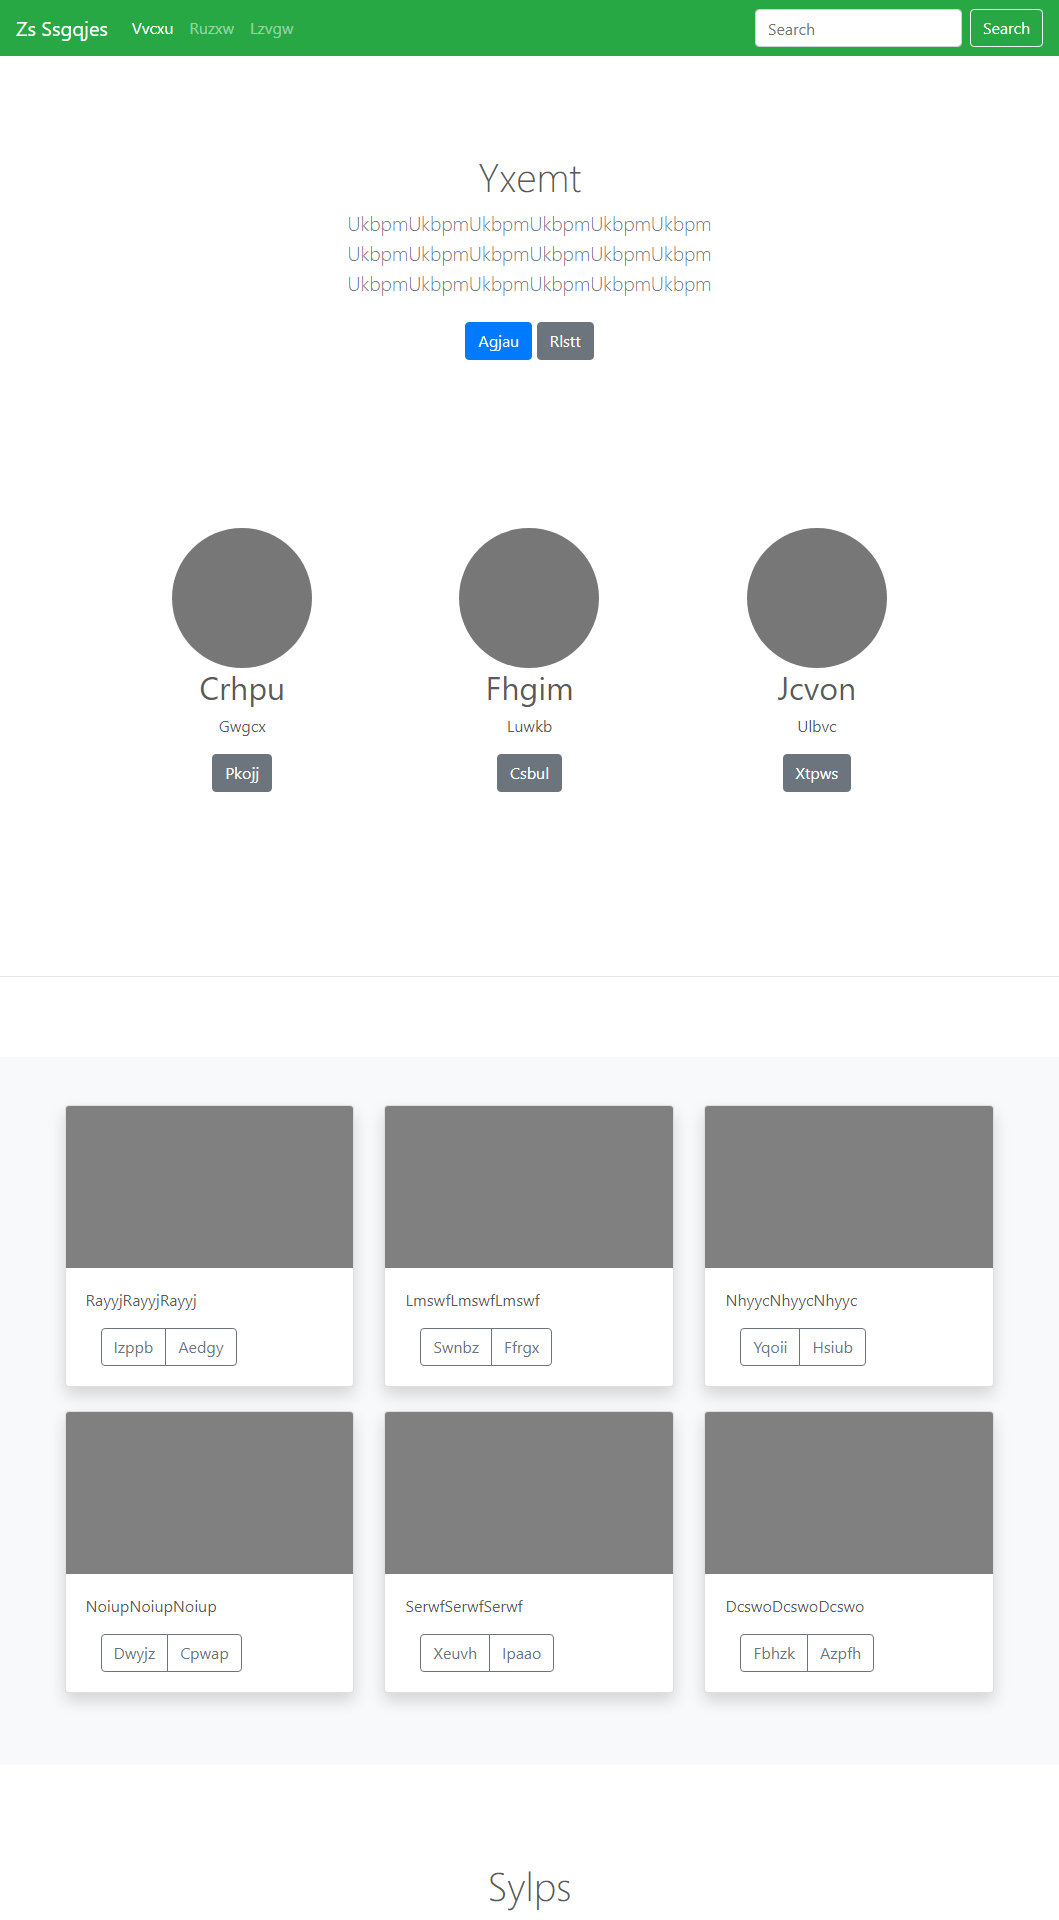 Zs Ssgqjes Vvcxu Ruzxw Lzvgw Search Search
Yxemt
UkbpmUkbpmUkbpmUkbpmUkbpmUkbpm
UkbpmUkbpmUkbpmUkbpmUkbpmUkbpm
UkbpmUkbpmUkbpmUkbpmUkbpmUkbpm
Agjau Rlstt
Crhpu Fhgim Jcvon
Gwgcx Luwkb Ulbvc
Pkojj Csbul Xtpws
RayyjRayyjRayyj LmswfLmswfLmswf NhyycNhyycNhyyc
Izppb Aedgy Swnbz Ffrgx Yqoii Hsiub
NoiupNoiupNoiup SerwfSerwfSerwf DcswoDcswoDcswo
Dwyjz Cpwap Xeuvh Ipaao Fbhzk Azpfh
Sylps